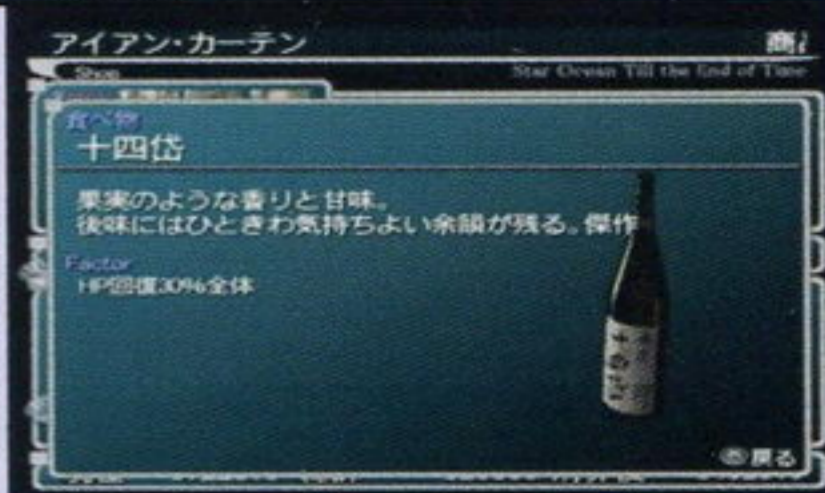 アイアン・カーテン
Shop
Star Ocean Till the End of Time
食べ物
十四岱
果実のような香りと甘味。
後味にはひときわ気持ちよい余韻が残る。傑作
Factor
HP回復30%全体
戻る